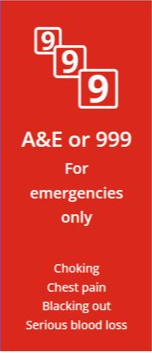 9
9
9
A&E or 999
For
emergencies
only
Choking
Chest pain
Blacking out
Serious blood loss